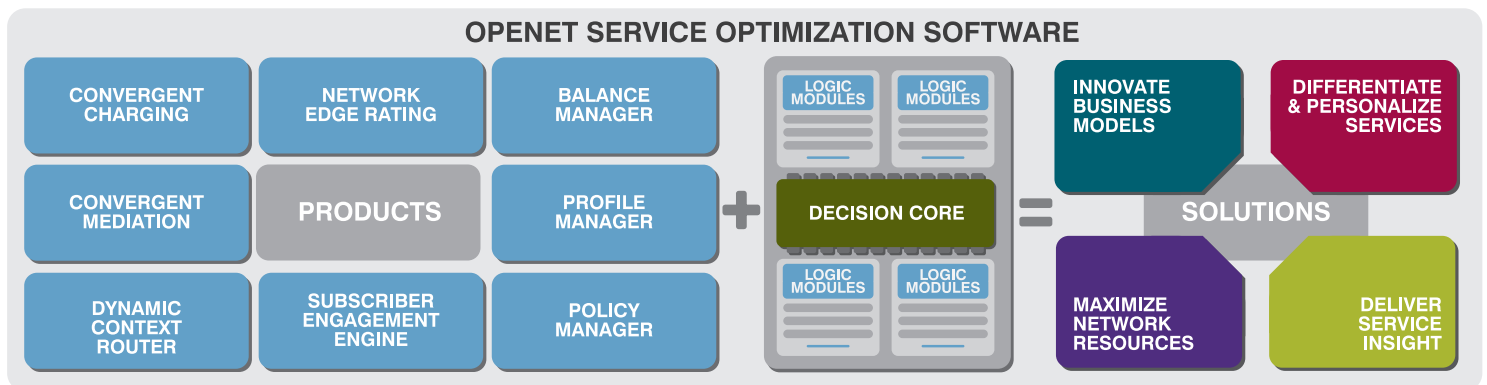 OPENET SERVICE OPTIMIZATION SOFTWARE
CONVERGENT
CHARGING
NETWORK
EDGE RATING
BALANCE
MANAGER
CONVERGENT
MEDIATION
PRODUCTS
PROFILE
MANAGER
DYNAMIC
CONTEXT
ROUTER
SUBSCRIBER
ENGAGEMENT
ENGINE
POLICY
MANAGER
+
LOGIC
MODULES
LOGIC
MODULES
DECISION CORE
LOGIC
MODULES
LOGIC
MODULES
=
INNOVATE
BUSINESS
MODELS
DIFFERENTIATE
& PERSONALIZE
SERVICES
SOLUTIONS
MAXIMIZE
NETWORK
RESOURCES
DELIVER
SERVICE
INSIGHT